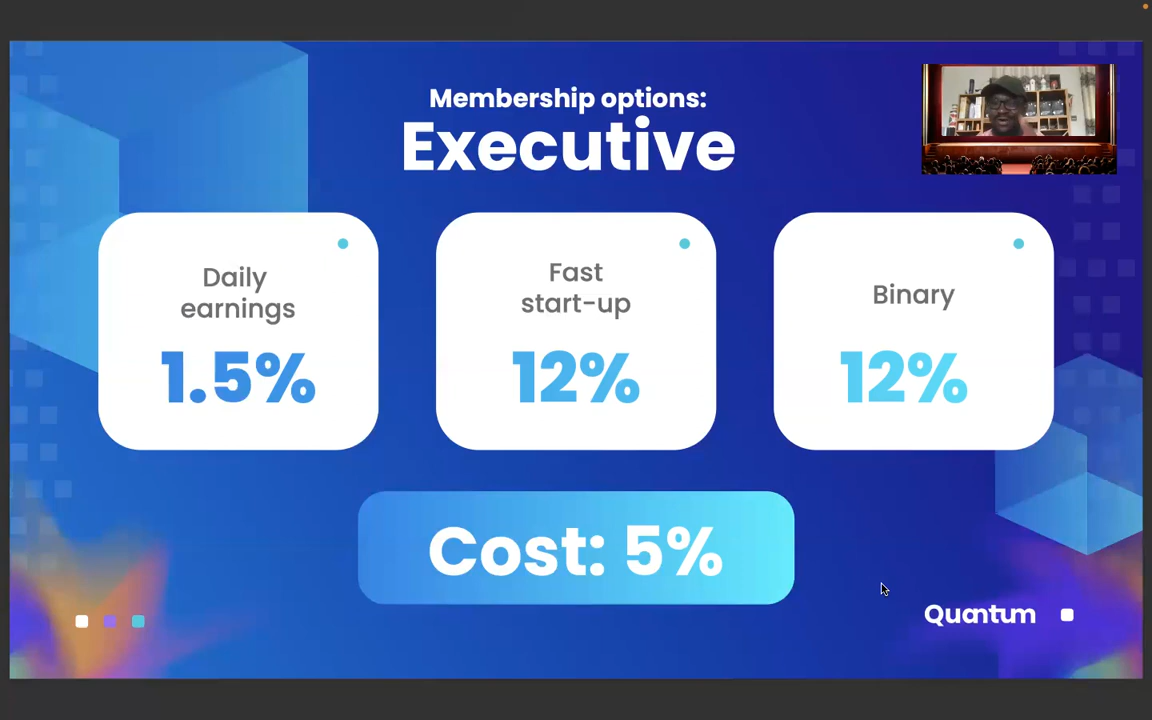 Membership options:
Executive
Daily
earnings
1.5%
Fast
start-up
12%
Binary
12%
Cost: 5%
Quantum